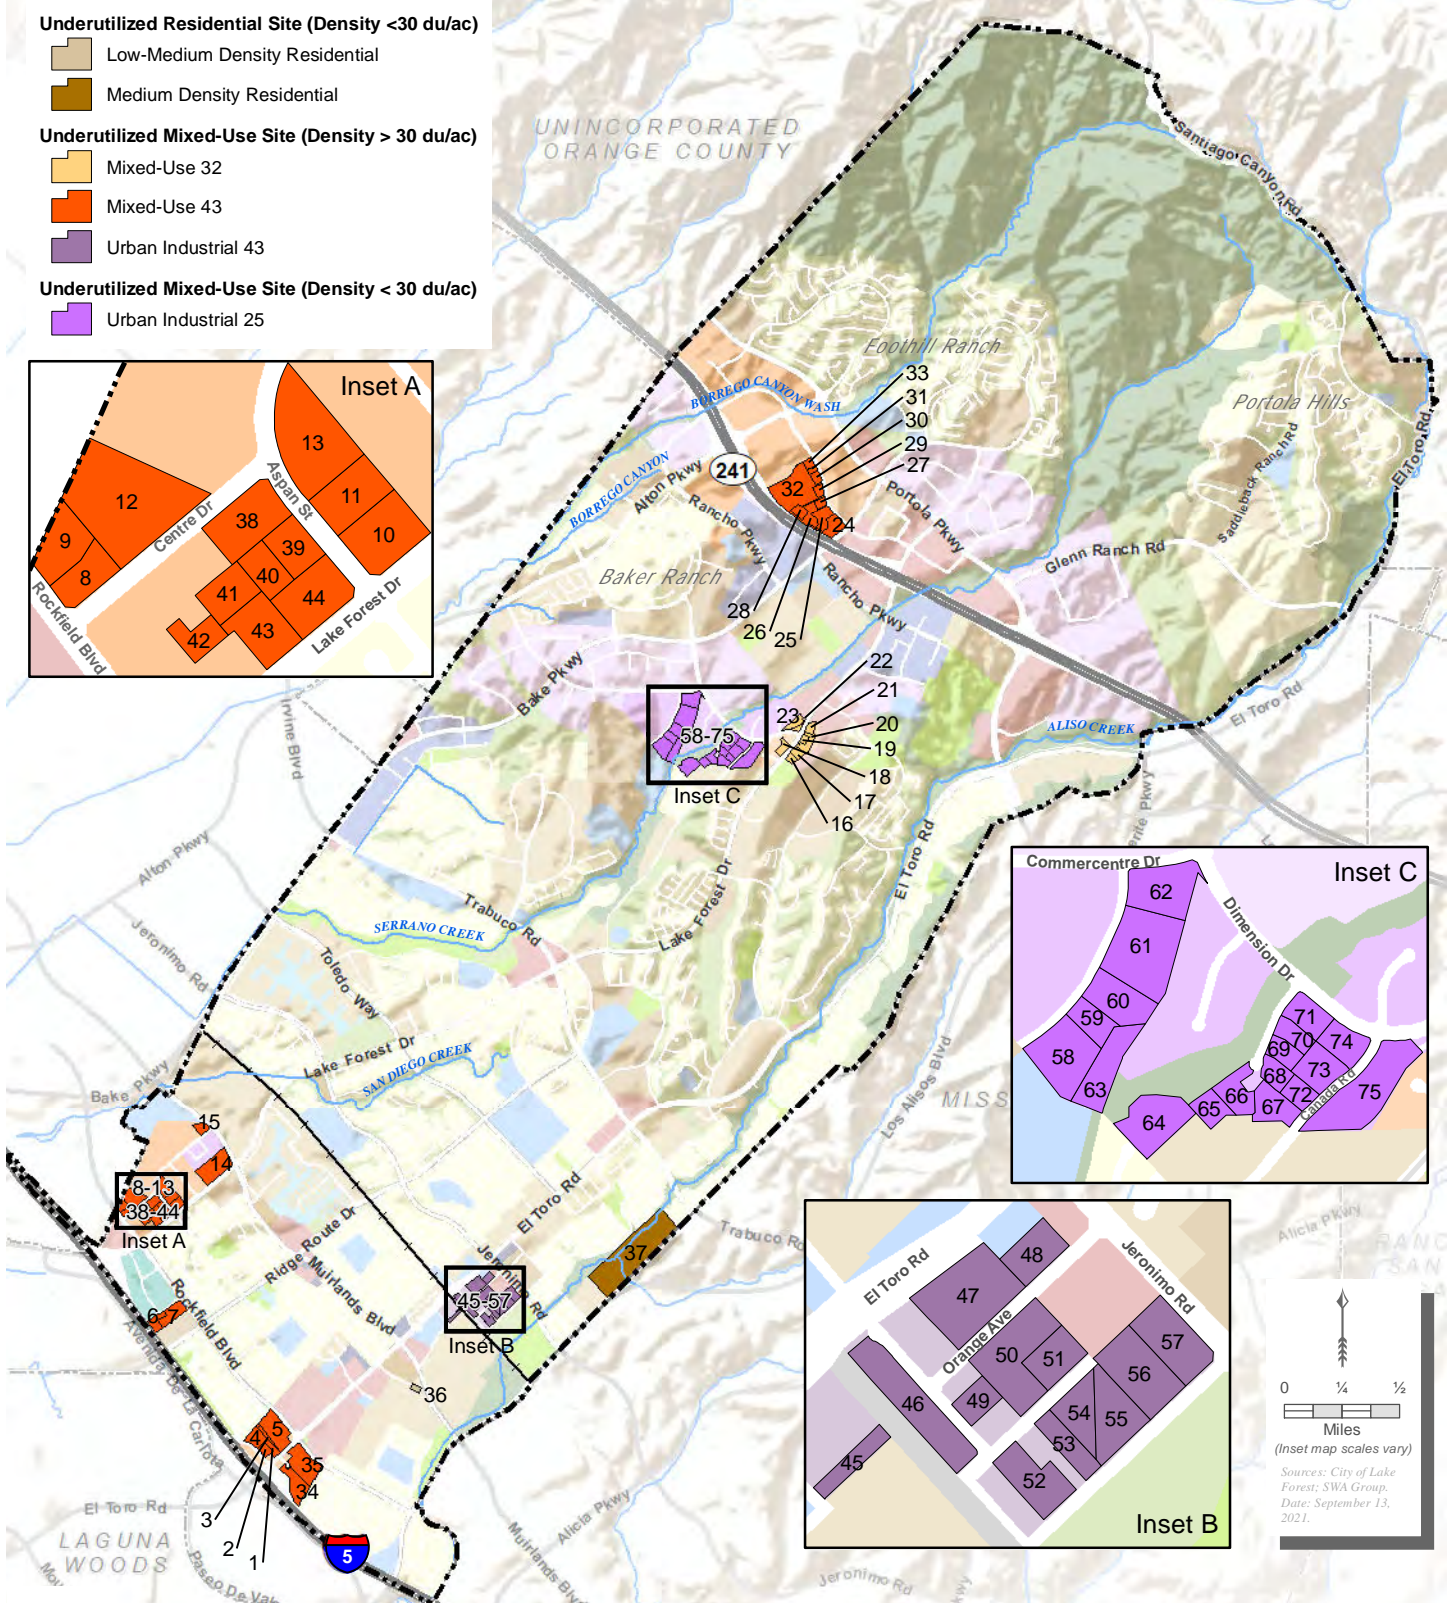 Underutilized Residential Site (Density <30 du/ac)
Low-Medium Density Residential
Medium Density Residential
Underutilized Mixed-Use Site (Density > 30 du/ac)
Mixed-Use 32
Mixed-Use 43
Urban Industrial 43
Underutilized Mixed-Use Site (Density < 30 du/ac)
Urban Industrial 25
UNINCORPORATED
ORANGE COUNTY
Santiago Canyon Rd
El Toro Rd
Foothill Ranch
Portola Hills
Saddleback Ranch Rd
BORREGO CANYON WASH
BORREGO CANYON
241
Alton Pkwy
Rancho Pkwy
Portola Pkwy
Glenn Ranch Rd
Baker Ranch
Rancho Pkwy
33
31
30
29
27
32
24
28
26
25
Bake Pkwy
Irvine Blvd
58-75
Inset C
22
21
23
20
19
18
17
16
ALISO CREEK
El Toro Rd
Inset A
13
12
11
10
9
8
38
39
40
41
44
42
43
Centre Dr
Aspan St
Rockfield Blvd
Lake Forest Dr
Alton Pkwy
Jeronimo Rd
Trabuco Rd
SERRANO CREEK
Toledo Way
Lake Forest Dr
El Toro Rd
Lake Forest Dr
SAN DIEGO CREEK
Bake Pkwy
Los Alisos Blvd
MISS
Inset C
Commercentre Dr
Dimension Dr
Canada Rd
62
61
60
59
58
63
64
65
66
67
68
69
70
71
72
73
74
75
15
14
8-13
38-44
Inset A
Ridge Route Dr
Muirlands Blvd
El Toro Rd
Jeronimo Rd
45-57
Inset B
37
Trabuco Rd
Alicia Pkwy
6
7
Rockfield Blvd
Avenida De La Carlota
36
5
4
35
34
3
2
1
El Toro Rd
LAGUNA
WOODS
5
Alicia Pkwy
Jeronimo Rd
El Toro Rd
Orange Ave
Jeronimo Rd
48
47
57
50
51
56
46
49
54
55
53
45
52
Inset B
0 ¼ ½
Miles
(Inset map scales vary)
Sources: City of Lake
Forest; SWA Group.
Date: September 13,
2021.